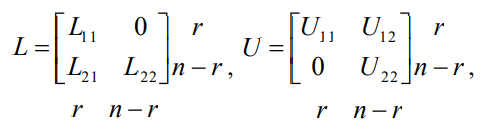 L = [ L₁₁ 0 ; L₂₁ L₂₂ ] r n − r , U = [ U₁₁ U₁₂ ; 0 U₂₂ ] r n − r ,
r n − r r n − r